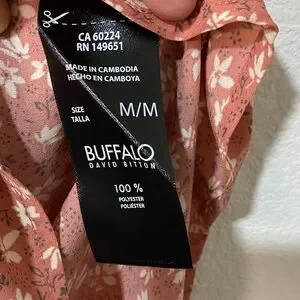 CA 60224
RN 149651
MADE IN CAMBODIA
HECHO EN CAMBOYA
SIZE
TALLA
M/M
BUFFALO
DAVID BITTON
100 %
POLYESTER
POLIÉSTER